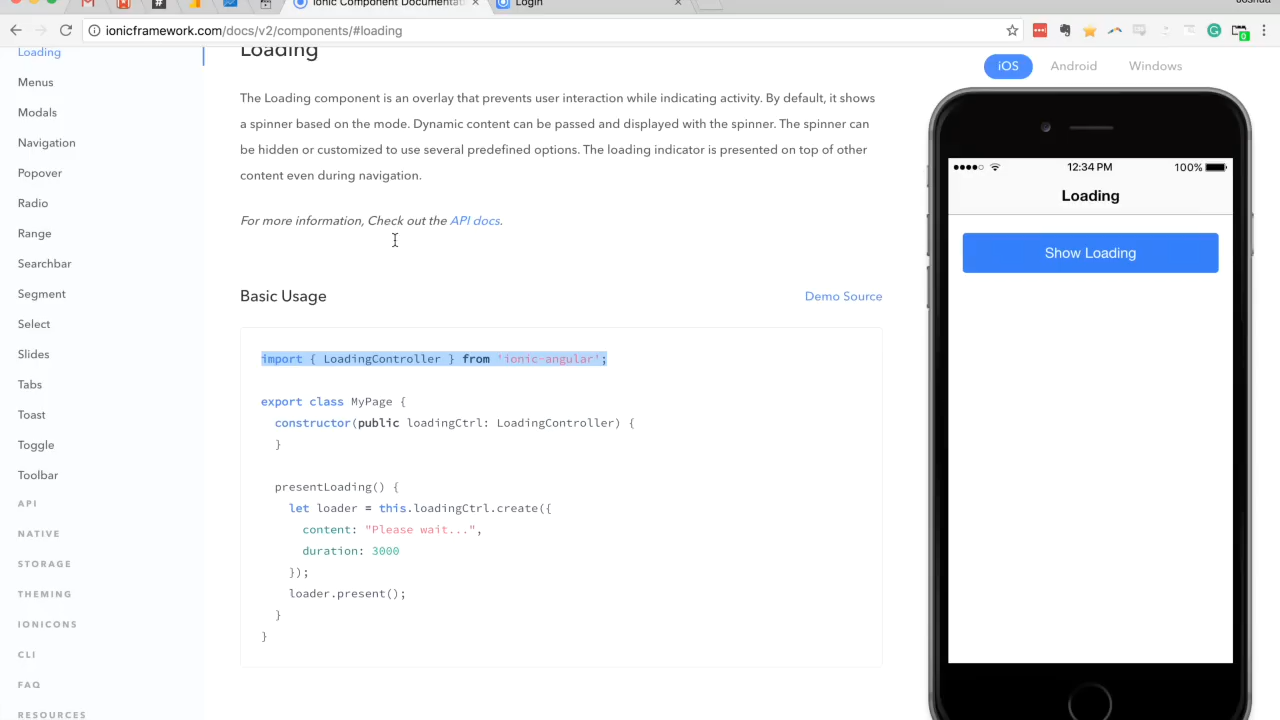 Ionic Component Documenta
Login
Joshua
ionicframework.com/docs/v2/components/#loading
Loading
Menus
Modals
Navigation
Popover
Radio
Range
Searchbar
Segment
Select
Slides
Tabs
Toast
Toggle
Toolbar
API
NATIVE
STORAGE
THEMING
IONICONS
CLI
FAQ
RESOURCES
Loading
The Loading component is an overlay that prevents user interaction while indicating activity. By default, it shows
a spinner based on the mode. Dynamic content can be passed and displayed with the spinner. The spinner can
be hidden or customized to use several predefined options. The loading indicator is presented on top of other
content even during navigation.
For more information, Check out the API docs.
Basic Usage
Demo Source
import { LoadingController } from 'ionic-angular';
export class MyPage {
constructor(public loadingCtrl: LoadingController) {
}
presentLoading() {
let loader = this.loadingCtrl.create({
content: "Please wait...",
duration: 3000
});
loader.present();
}
}
iOS Android Windows
12:34 PM 100%
Loading
Show Loading